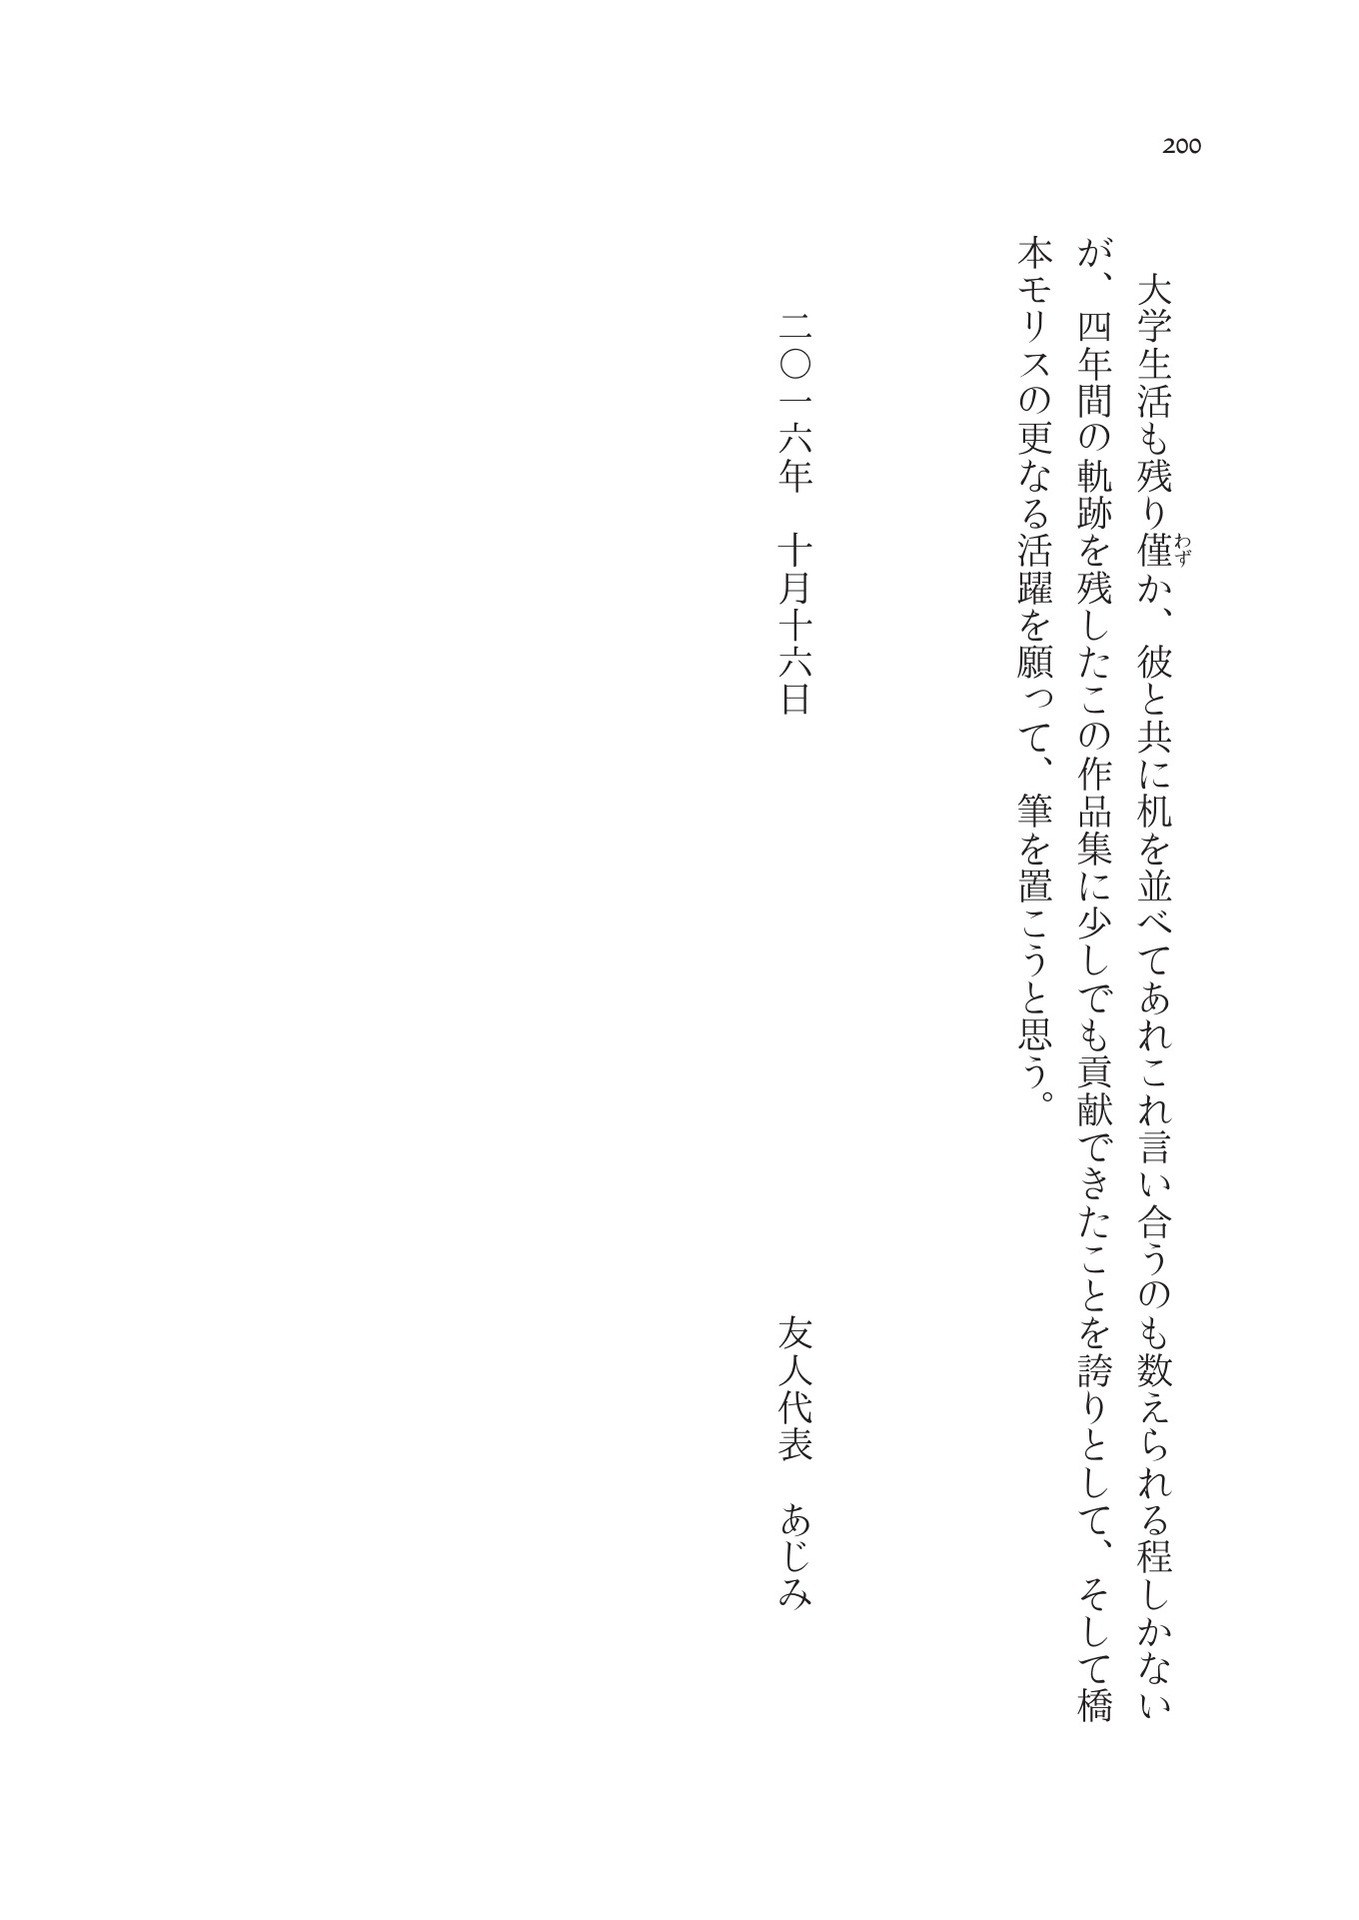 200
　大学生活も残り僅か、彼と共に机を並べてあれこれ言い合うのも数えられる程しかない
わず
が、四年間の軌跡を残したこの作品集に少しでも貢献できたことを誇りとして、そして橋
本モリスの更なる活躍を願って、筆を置こうと思う。
二〇一六年　十月十六日
友人代表　あじみ